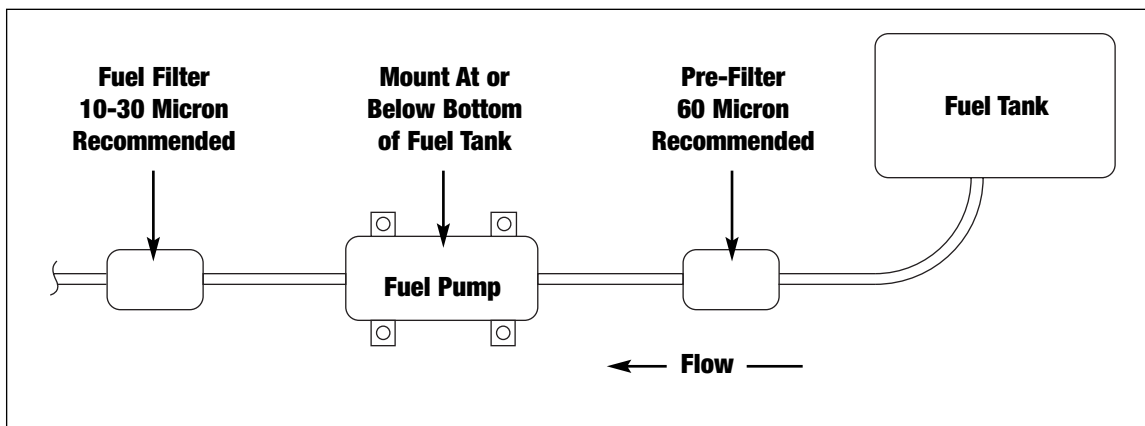 Fuel Filter
10-30 Micron
Recommended
Mount At or
Below Bottom
of Fuel Tank
Pre-Filter
60 Micron
Recommended
Fuel Tank
Fuel Pump
Flow